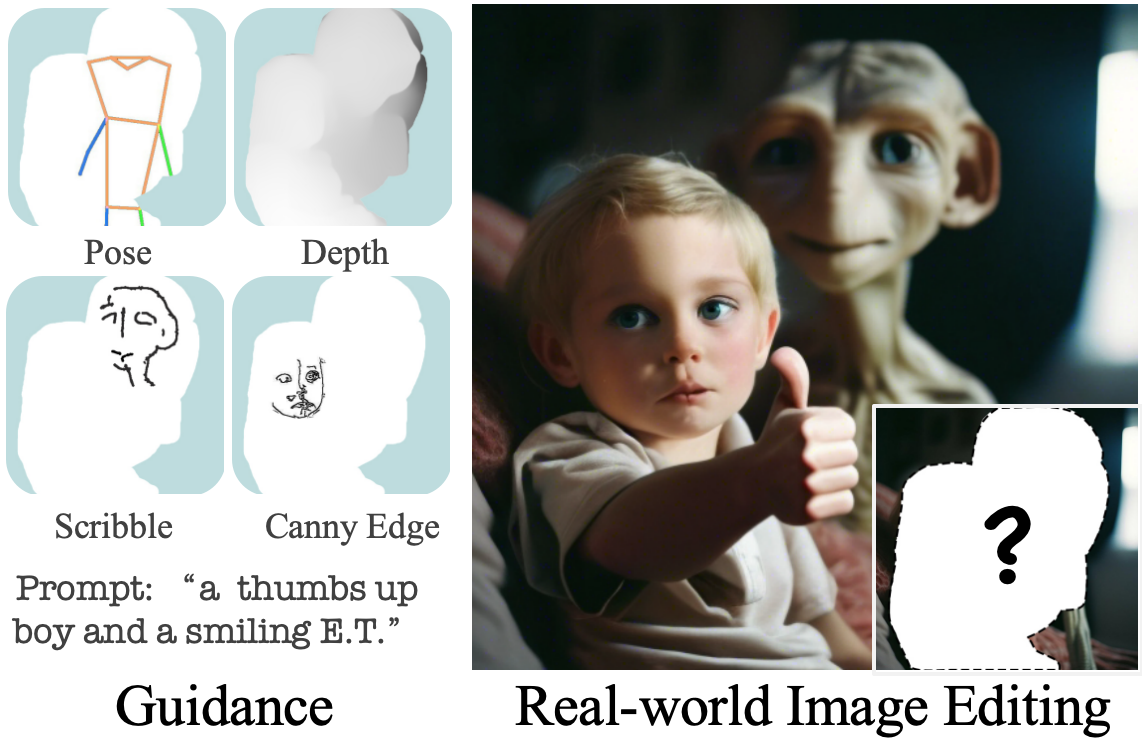 Pose
Depth
Scribble
Canny Edge
Prompt: “a thumbs up
boy and a smiling E.T.”
?
Guidance
Real-world Image Editing